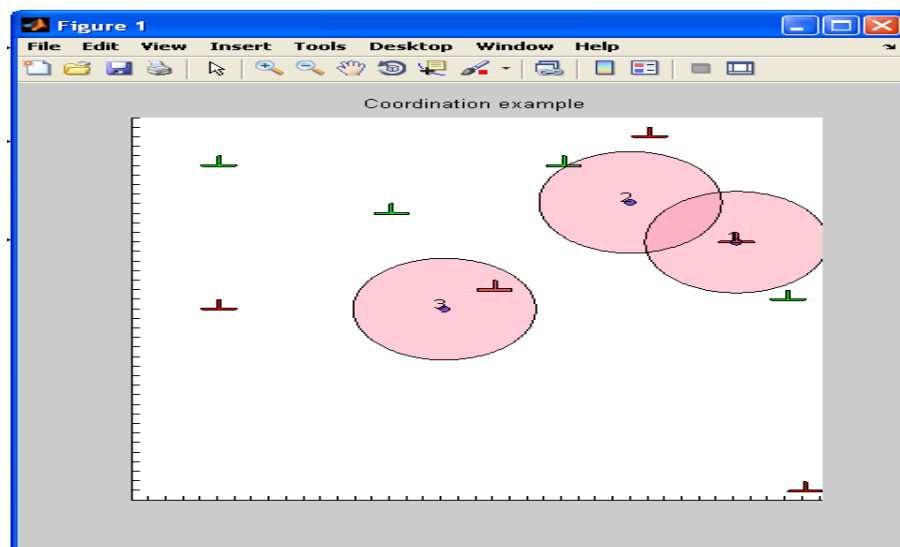 Figure 1
File Edit View Insert Tools Desktop Window Help
Coordination example
2
1
3